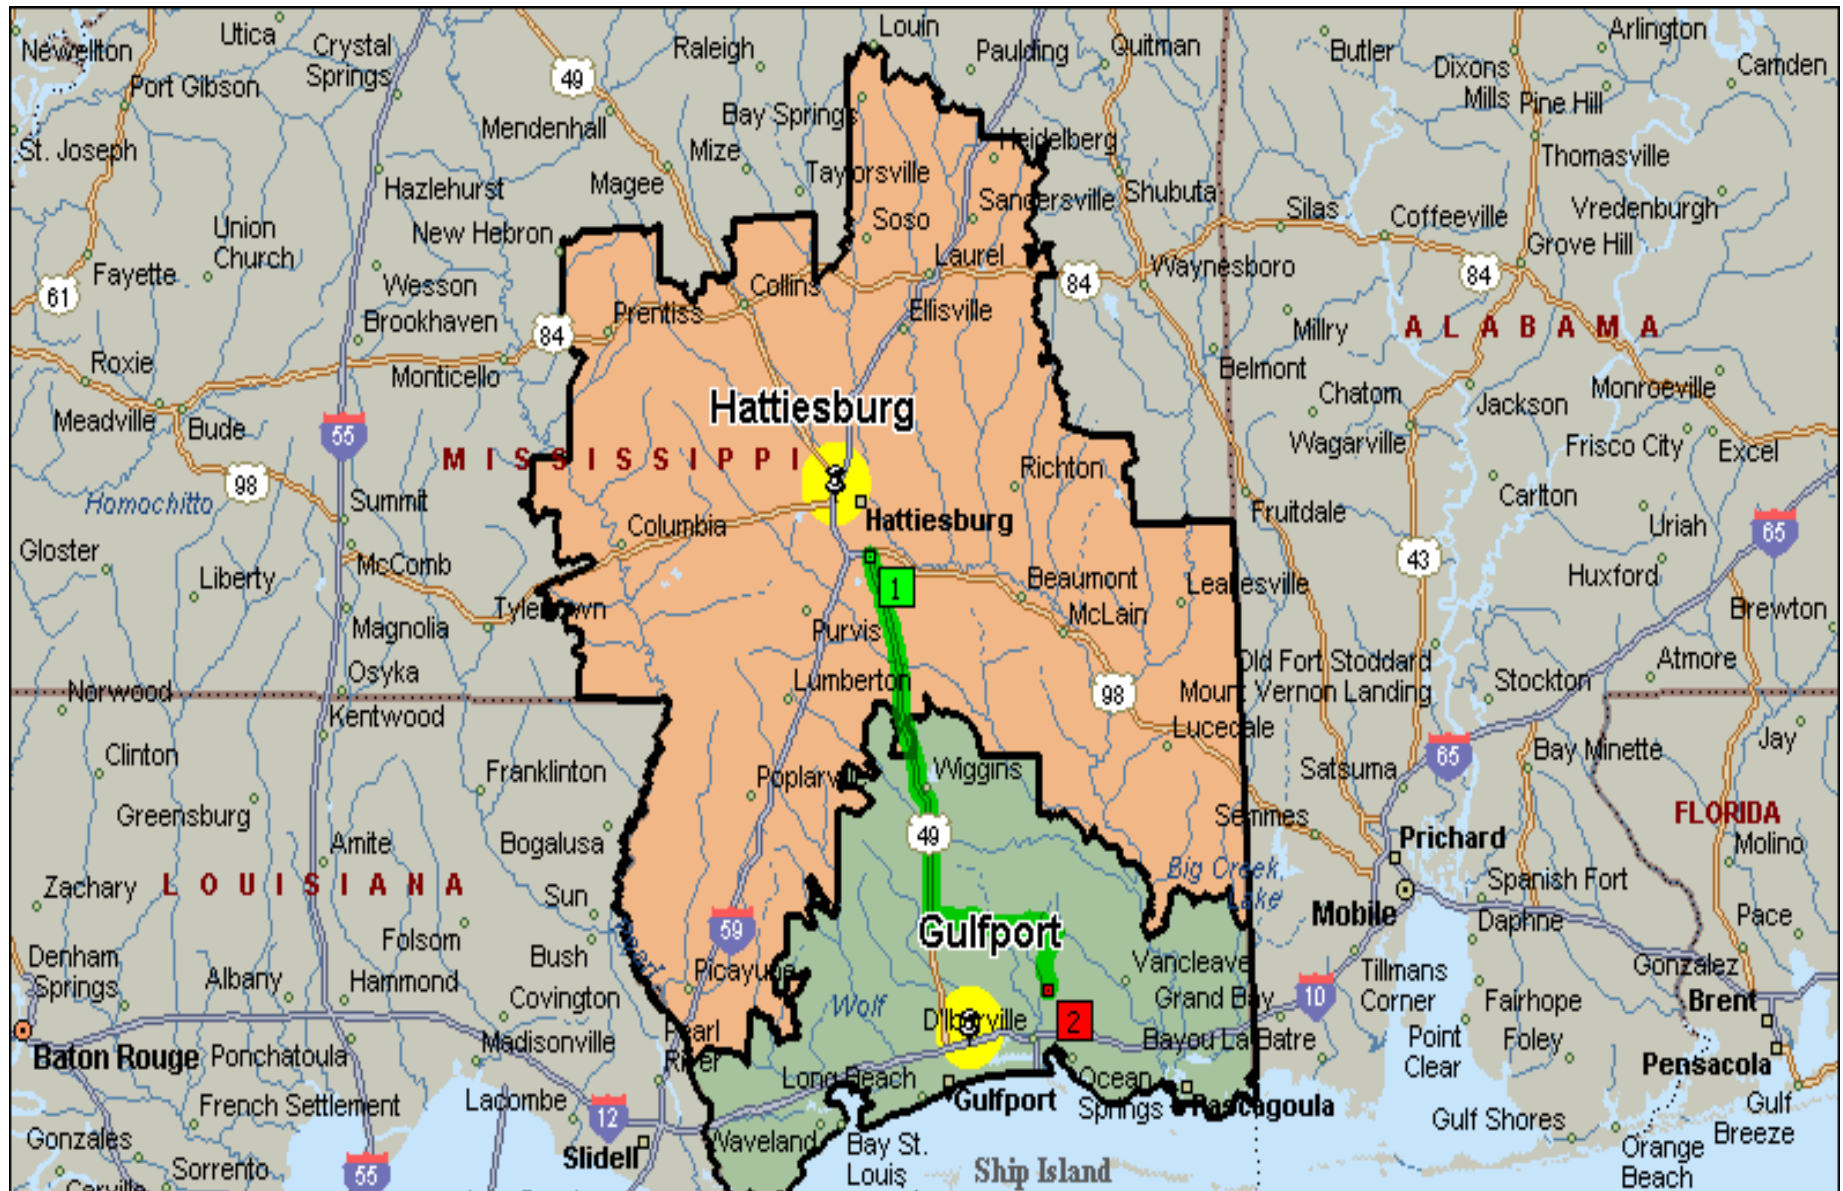 Louin
Arlington
Utica
Crystal
Springs
Newellton
Raleigh
Paulding
Quitman
Butler
Dixons
Mills
Camden
49
Port Gibson
Pine Hill
Bay Springs
Mendenhall
Heidelberg
St. Joseph
Mize
Thomasville
Taylorsville
Hazlehurst
Magee
Sandersville
Shubuta
Soso
Silas
Coffeeville
Vredenburgh
Union
Church
New Hebron
Grove Hill
Laurel
Fayette
Waynesboro
61
Wesson
Collins
84
84
Prentiss
Ellisville
Brookhaven
84
Millry
ALABAMA
Roxie
Monticello
Belmont
Chatom
Monroeville
Jackson
Hattiesburg
Meadville
Bude
55
Wagarville
Frisco City
Excel
MISSISSIPPI
Richton
98
3
Homochitto
Summit
Carlton
Fruitdale
Columbia
Hattiesburg
Uriah
65
Gloster
McComb
43
Liberty
1
Beaumont
Leakesville
Huxford
Tylertown
McLain
Brewton
Magnolia
Purvis
Old Fort Stoddard
Atmore
Osyka
Lumberton
Mount Vernon Landing
Stockton
Norwood
98
Kentwood
Lucedale
Clinton
65
Bay Minette
Jay
Franklinton
Poplarville
Wiggins
Satsuma
Greensburg
Semmes
FLORIDA
49
Prichard
Amite
Bogalusa
Molino
Big Creek
Lake
Zachary
LOUISIANA
Sun
Spanish Fort
Mobile
Daphne
Pace
59
Gulfport
Folsom
Bush
Pearl
Denham
Springs
Albany
Hammond
Picayune
Vancleave
Tillmans
Corner
Gonzalez
Covington
Wolf
Grand Bay
10
Fairhope
Brent
D'Iberville
2
Baton Rouge
Ponchatoula
Madisonville
Pearl
River
Bayou La Batre
Point
Clear
Foley
Pensacola
Long Beach
Ocean
Springs
French Settlement
Lacombe
12
Gulfport
Pascagoula
Gulf Shores
Gulf
Breeze
Gonzales
Slidell
Waveland
Bay St.
Louis
Orange
Beach
Sorrento
55
Ship Island